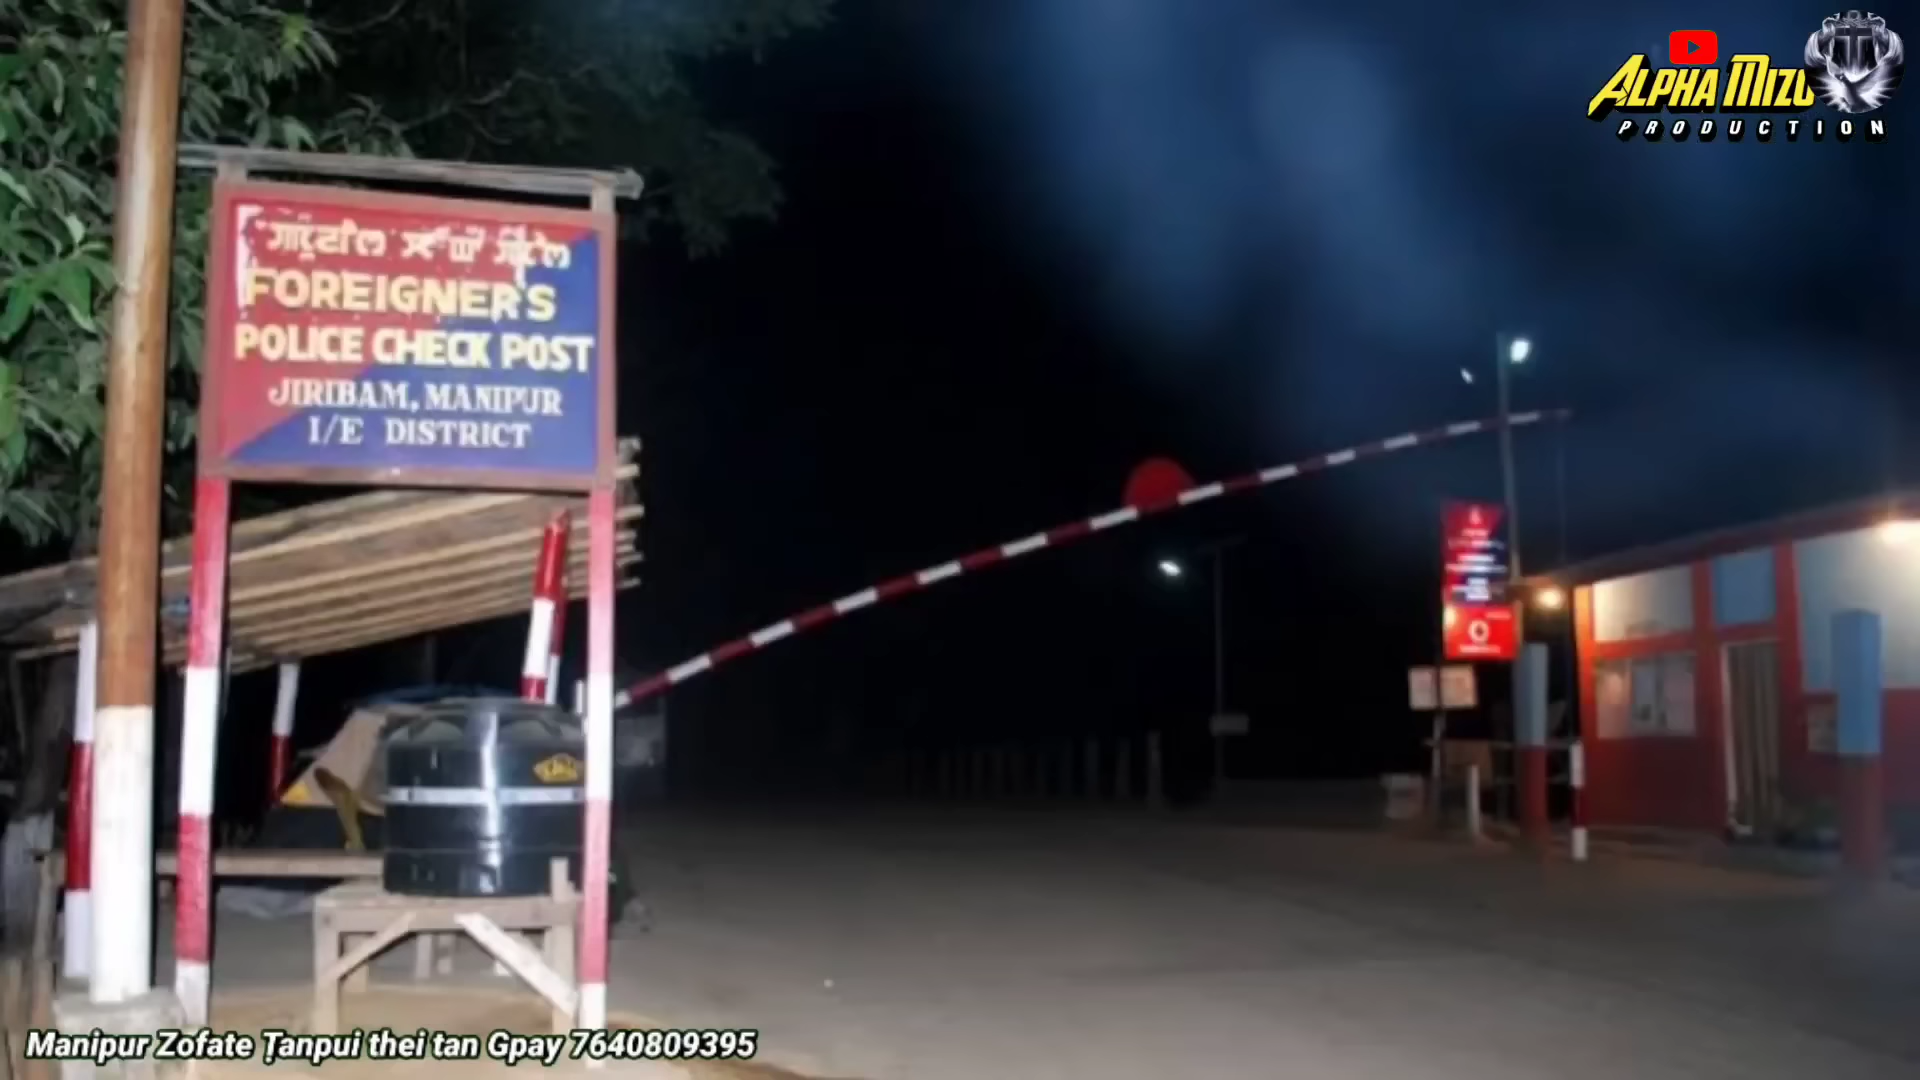 FOREIGNER'S
POLICE CHECK POST
JIRIBAM, MANIPUR
I/E DISTRICT
ALPHA MIZO
PRODUCTION
Manipur Zofate Ṭanpui thei tan Gpay 7640809395